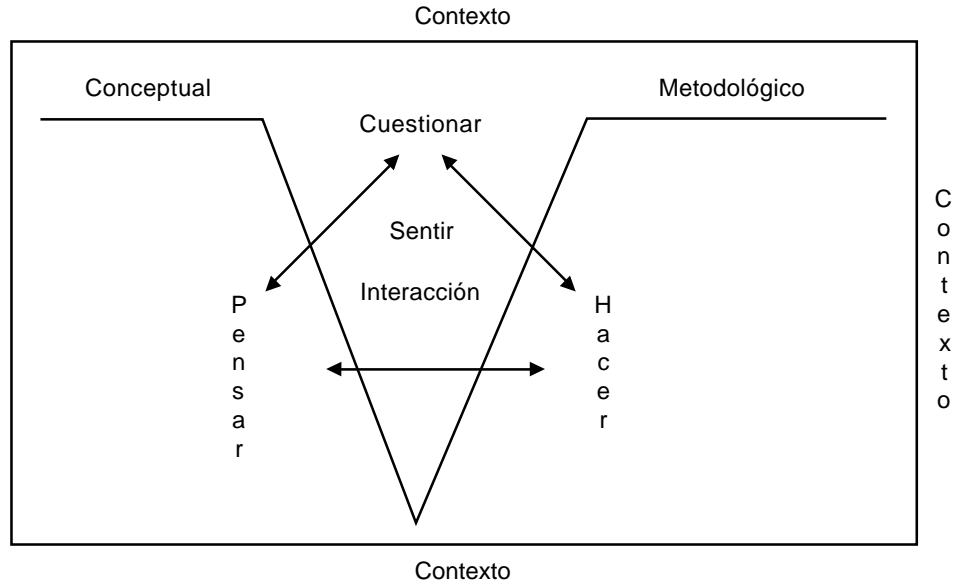 Contexto
Conceptual
Metodológico
Cuestionar
Sentir
Interacción
Pensar
Hacer
Contexto
Contexto